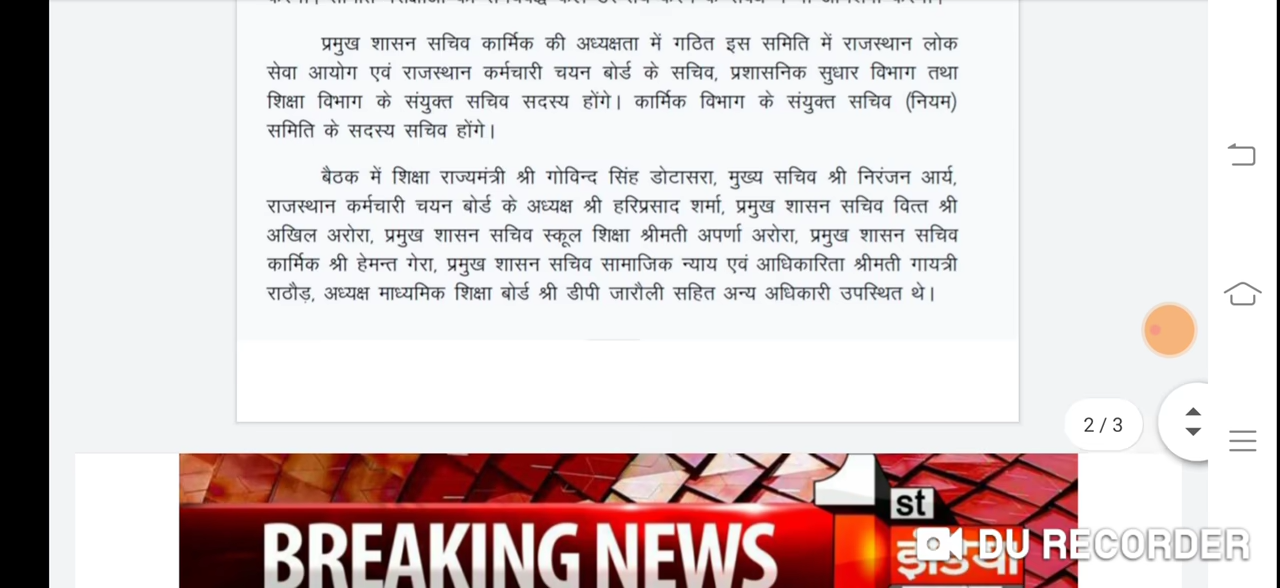 प्रमुख शासन सचिव कार्मिक की अध्यक्षता में गठित इस समिति में राजस्थान लोक
सेवा आयोग एवं राजस्थान कर्मचारी चयन बोर्ड के सचिव, प्रशासनिक सुधार विभाग तथा
शिक्षा विभाग के संयुक्त सचिव सदस्य होंगे। कार्मिक विभाग के संयुक्त सचिव (नियम)
समिति के सदस्य सचिव होंगे।
बैठक में शिक्षा राज्यमंत्री श्री गोविन्द सिंह डोटासरा, मुख्य सचिव श्री निरंजन आर्य,
राजस्थान कर्मचारी चयन बोर्ड के अध्यक्ष श्री हरिप्रसाद शर्मा, प्रमुख शासन सचिव वित्त श्री
अखिल अरोरा, प्रमुख शासन सचिव स्कूल शिक्षा श्रीमती अपर्णा अरोरा, प्रमुख शासन सचिव
कार्मिक श्री हेमन्त गेरा, प्रमुख शासन सचिव सामाजिक न्याय एवं आधिकारिता श्रीमती गायत्री
राठौड़, अध्यक्ष माध्यमिक शिक्षा बोर्ड श्री डीपी जारौली सहित अन्य अधिकारी उपस्थित थे।
2 / 3
1st
BREAKING NEWS
इंडिया
DU RECORDER